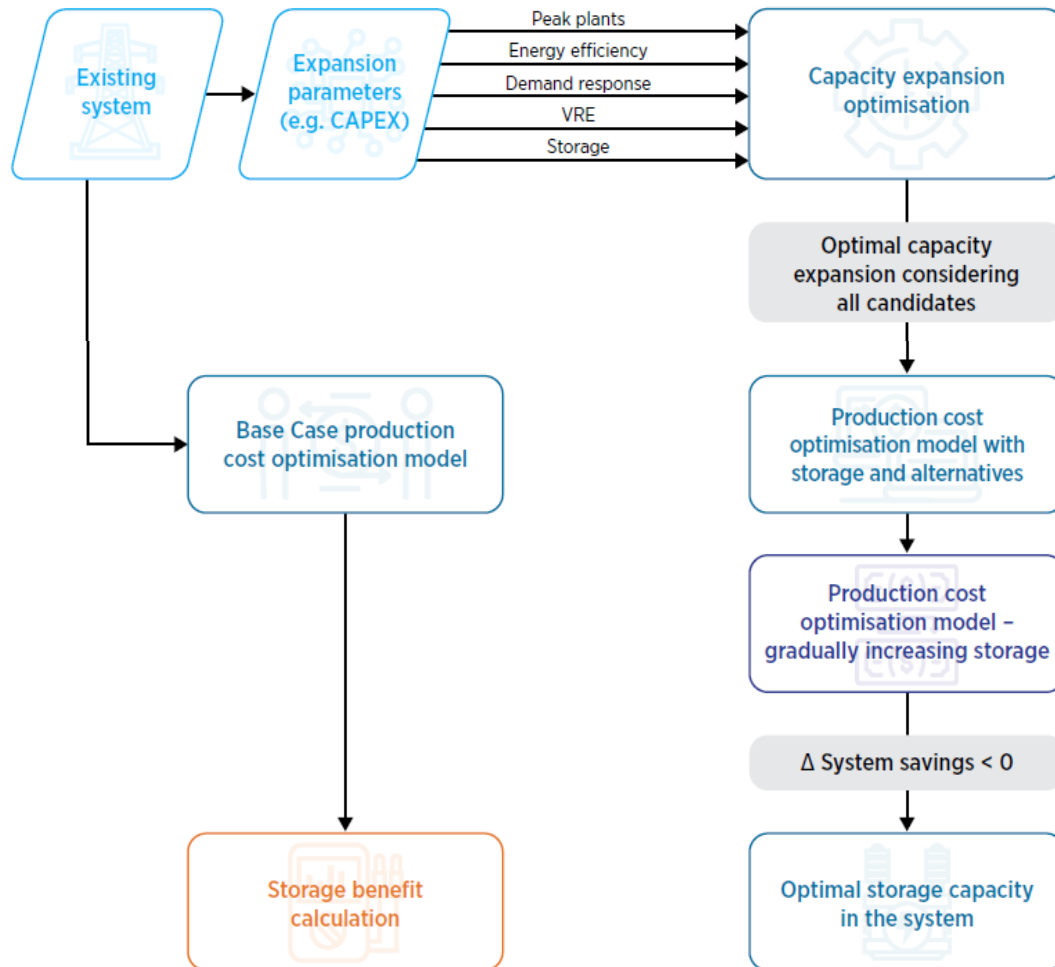 Existing
system
Expansion
parameters
(e.g. CAPEX)
Peak plants
Energy efficiency
Demand response
VRE
Storage
Capacity expansion
optimisation
Optimal capacity
expansion considering
all candidates
Base Case production
cost optimisation model
Production cost
optimisation model with
storage and alternatives
Production cost
optimisation model –
gradually increasing storage
Δ System savings < 0
Storage benefit
calculation
Optimal storage capacity
in the system